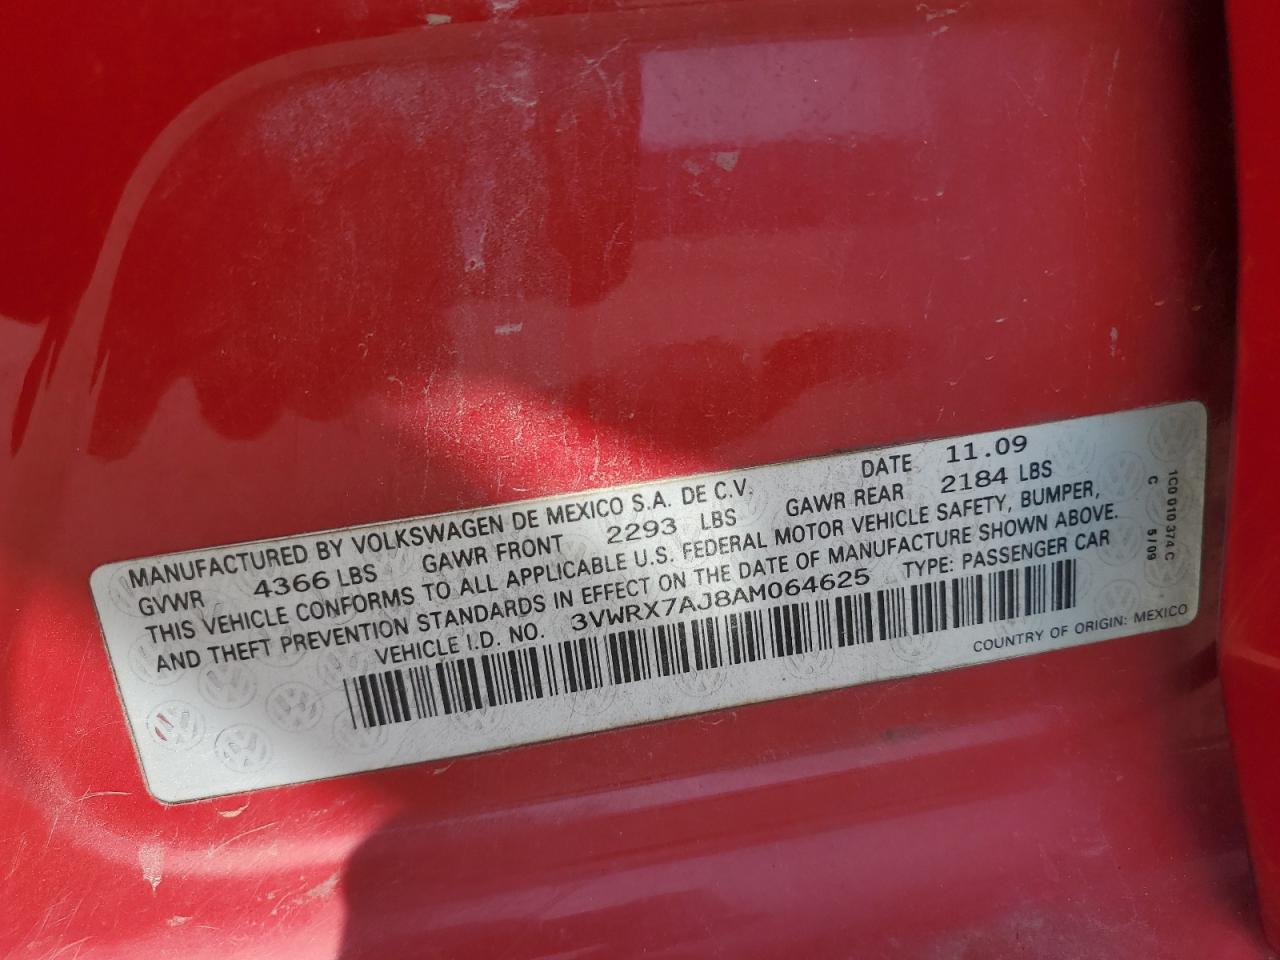 MANUFACTURED BY VOLKSWAGEN DE MEXICO S.A. DE C.V. DATE 11.09
GVWR 4366 LBS GAWR FRONT 2293 LBS GAWR REAR 2184 LBS
THIS VEHICLE CONFORMS TO ALL APPLICABLE U.S. FEDERAL MOTOR VEHICLE SAFETY, BUMPER,
AND THEFT PREVENTION STANDARDS IN EFFECT ON THE DATE OF MANUFACTURE SHOWN ABOVE.
VEHICLE I.D. NO. 3VWRX7AJ8AM064625 TYPE: PASSENGER CAR
COUNTRY OF ORIGIN: MEXICO
1C0 010 374 C
C 5/09